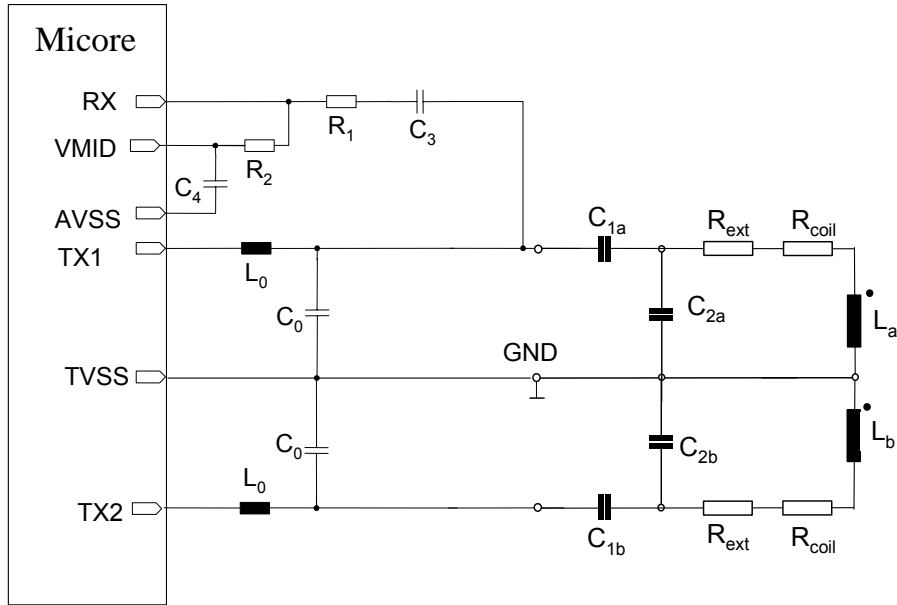 Micore
RX
R1
C3
VMID
R2
C4
AVSS
TX1
L0
C1a
Rext
Rcoil
C0
C2a
La
GND
TVSS
C0
C2b
Lb
L0
TX2
C1b
Rext
Rcoil